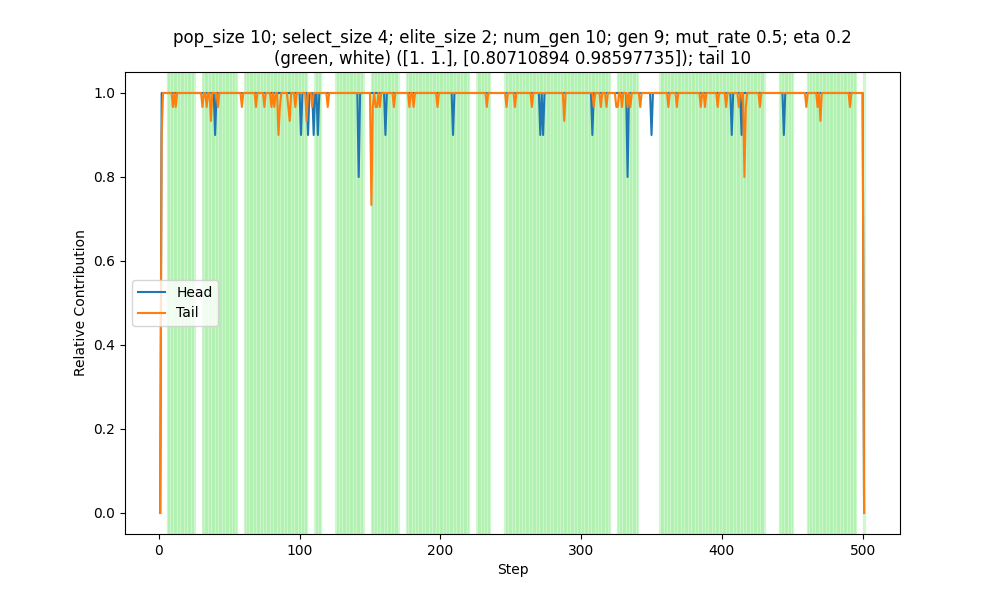 pop_size 10; select_size 4; elite_size 2; num_gen 10; gen 9; mut_rate 0.5; eta 0.2
(green, white) ([1. 1.], [0.80710894 0.98597735]); tail 10
1.0
0.8
0.6
0.4
0.2
0.0
Relative Contribution
Head
Tail
0
100
200
300
400
500
Step